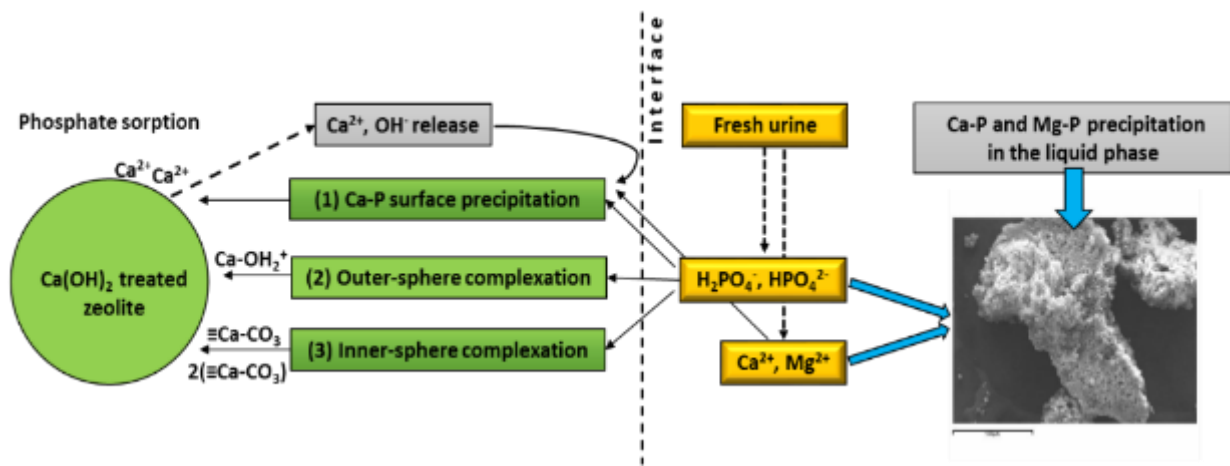 Interface
Phosphate sorption
Ca²⁺, OH⁻ release
Fresh urine
Ca-P and Mg-P precipitation
in the liquid phase
Ca²⁺ Ca²⁺
(1) Ca-P surface precipitation
Ca(OH)₂ treated
zeolite
Ca-OH₂⁺
(2) Outer-sphere complexation
H₂PO₄⁻, HPO₄²⁻
≡Ca-CO₃
2(≡Ca-CO₃)
(3) Inner-sphere complexation
Ca²⁺, Mg²⁺